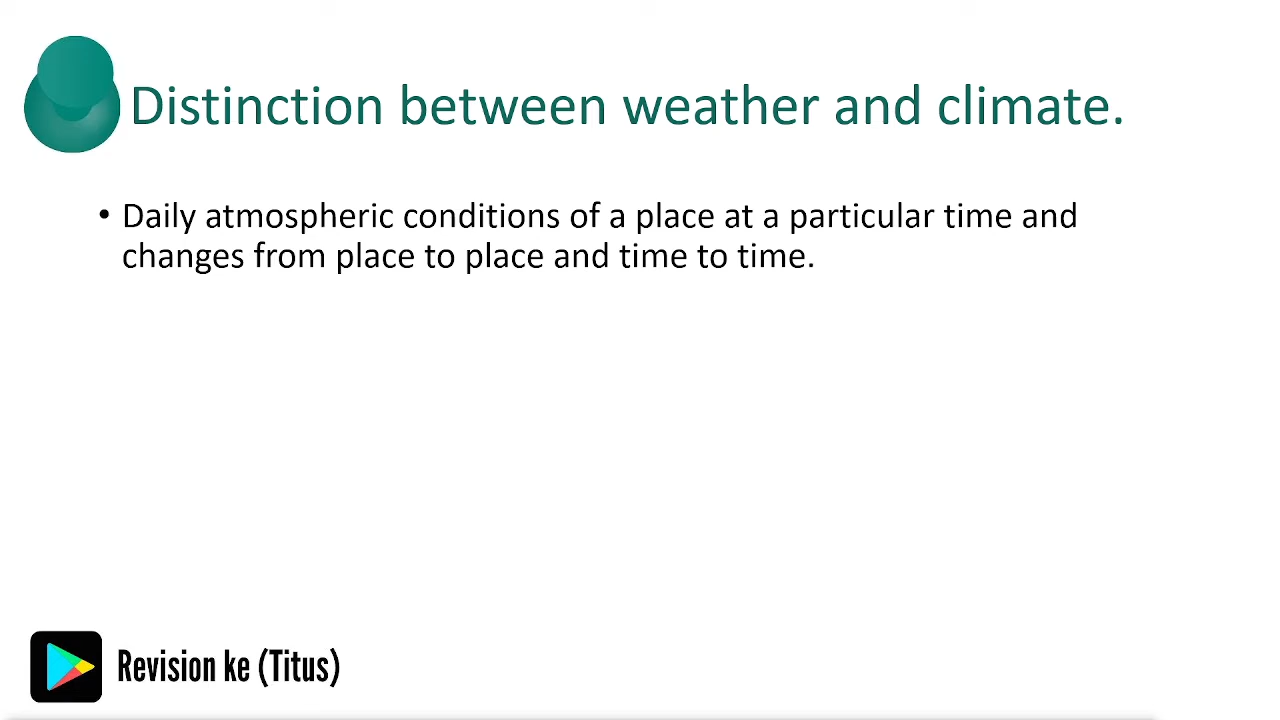 Distinction between weather and climate.
• Daily atmospheric conditions of a place at a particular time and
changes from place to place and time to time.
Revision ke (Titus)